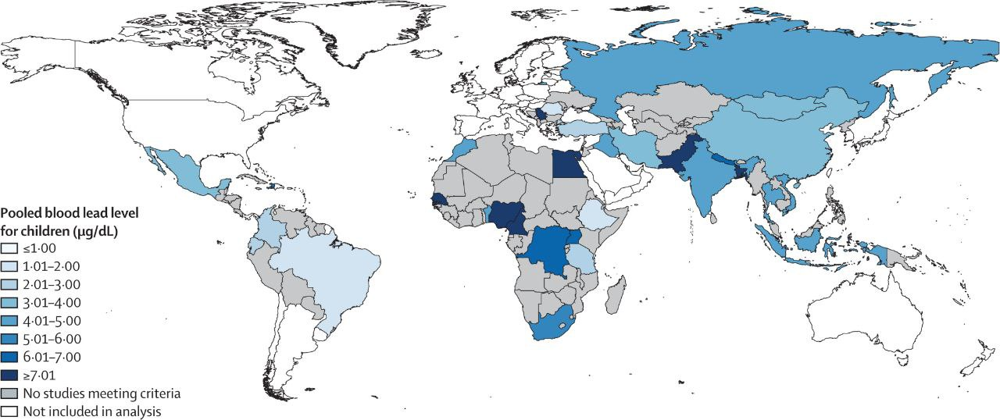 Pooled blood lead level
for children (µg/dL)
≤1·00
1·01–2·00
2·01–3·00
3·01–4·00
4·01–5·00
5·01–6·00
6·01–7·00
≥7·01
No studies meeting criteria
Not included in analysis